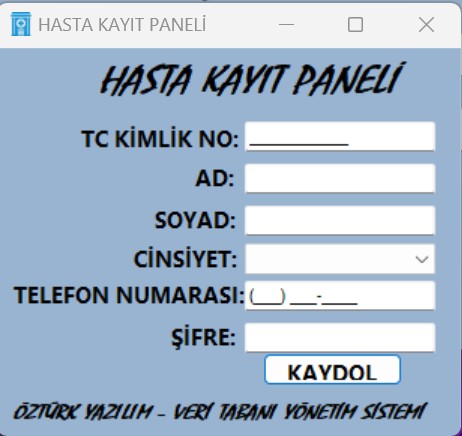 HASTA KAYIT PANELİ
HASTA KAYIT PANELİ
TC KİMLİK NO: ___________
AD:
SOYAD:
CİNSİYET:
TELEFON NUMARASI: (___) ___-____
ŞİFRE:
KAYDOL
ÖZTÜRK YAZILIM - VERİ TABANI YÖNETİM SİSTEMİ